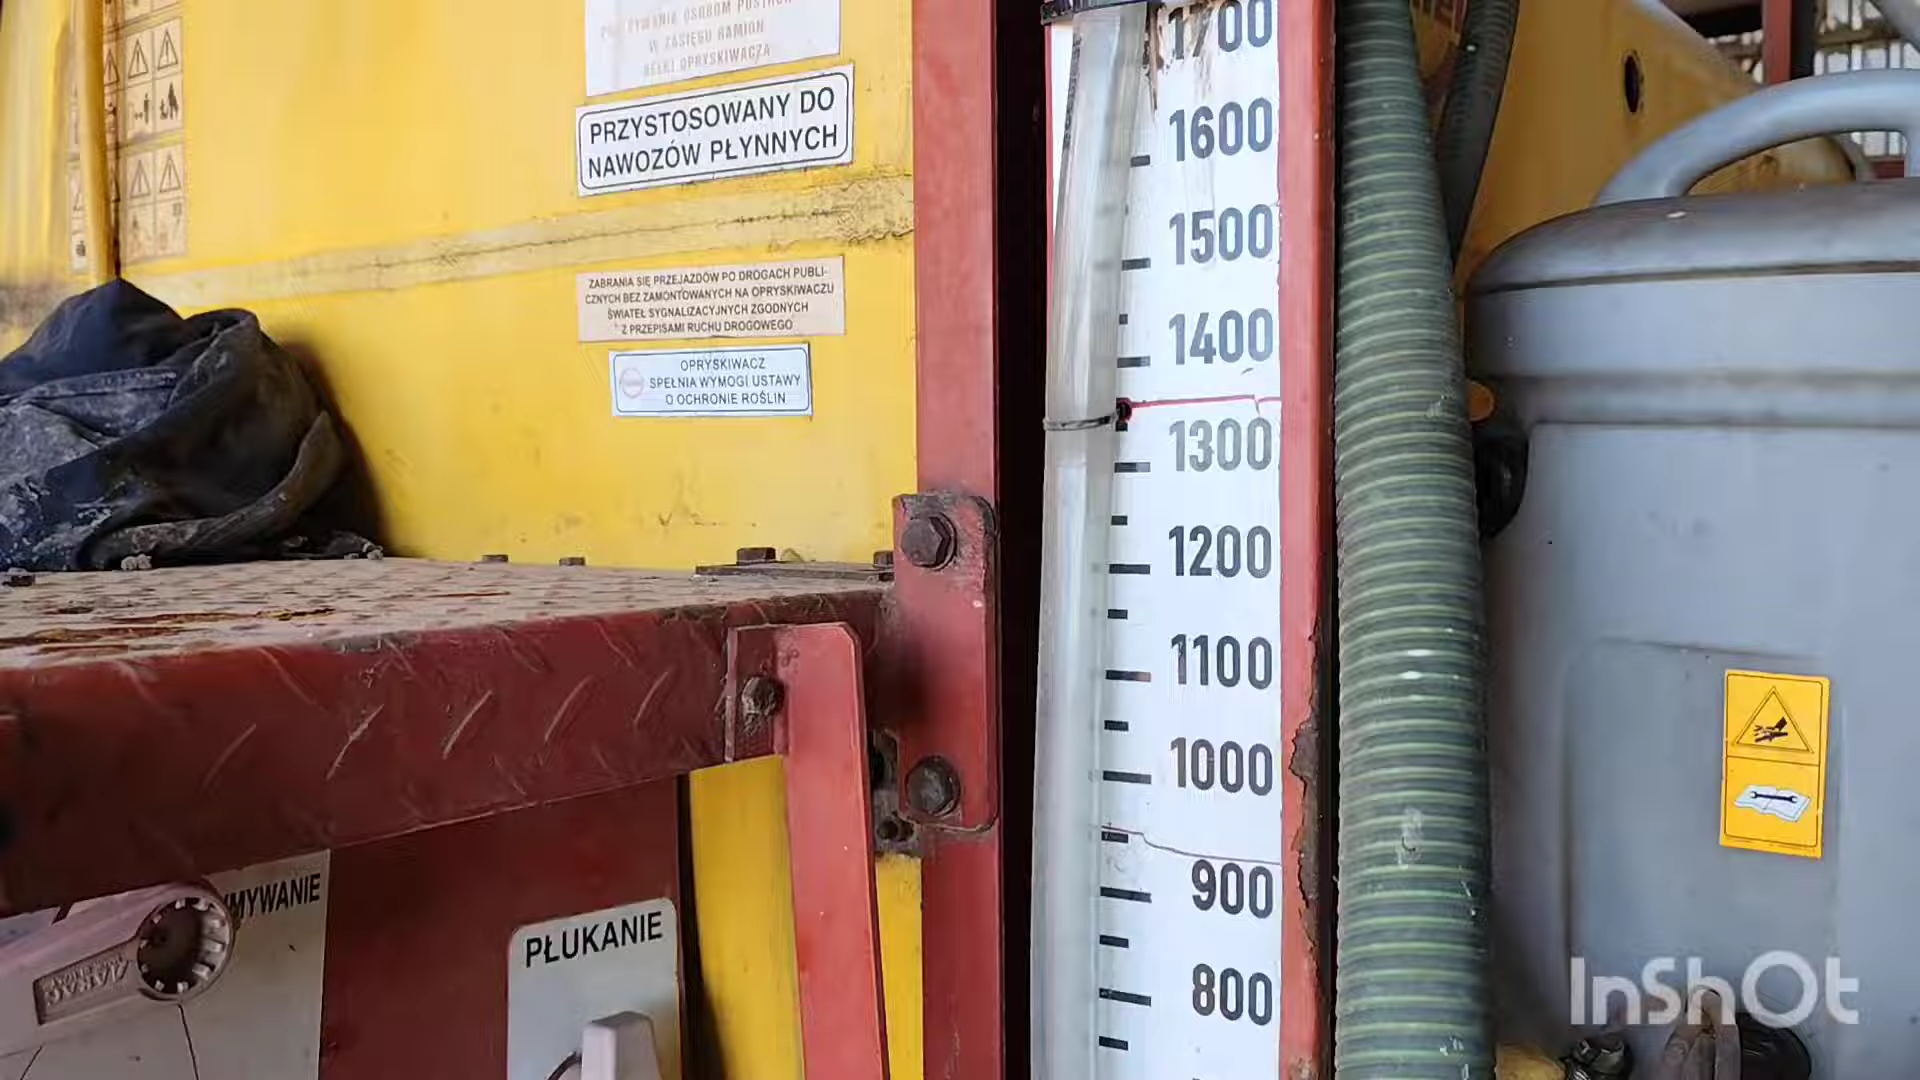 W ZASIĘGU RAMION
BELKI OPRYSKIWACZA
PRZYSTOSOWANY DO
NAWOZÓW PŁYNNYCH
ZABRANIA SIĘ PRZEJAZDÓW PO DROGACH PUBLI-
CZNYCH BEZ ZAMONTOWANYCH NA OPRYSKIWACZU
ŚWIATEŁ SYGNALIZACYJNYCH ZGODNYCH
Z PRZEPISAMI RUCHU DROGOWEGO
OPRYSKIWACZ
SPEŁNIA WYMOGI USTAWY
O OCHRONIE ROŚLIN
PŁUKANIE
1700
1600
1500
1400
1300
1200
1100
1000
900
800
InShOt